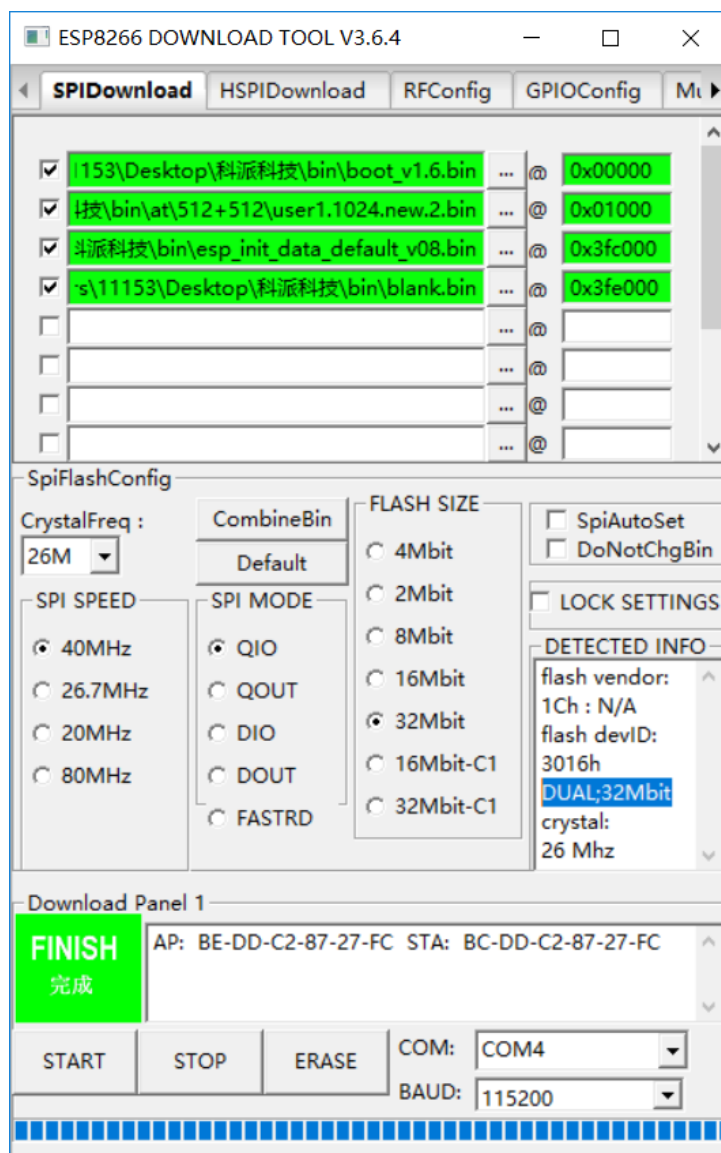 ESP8266 DOWNLOAD TOOL V3.6.4
SPIDownload HSPIDownload RFConfig GPIOConfig Mu
1153\Desktop\科派科技\bin\boot_v1.6.bin ... @ 0x00000
技\bin\at\512+512\user1.1024.new.2.bin ... @ 0x01000
派科技\bin\esp_init_data_default_v08.bin ... @ 0x3fc000
s\11153\Desktop\科派科技\bin\blank.bin ... @ 0x3fe000
... @
... @
... @
... @
SpiFlashConfig
CrystalFreq :
26M
CombineBin
Default
SPI SPEED
40MHz
26.7MHz
20MHz
80MHz
SPI MODE
QIO
QOUT
DIO
DOUT
FASTRD
FLASH SIZE
4Mbit
2Mbit
8Mbit
16Mbit
32Mbit
16Mbit-C1
32Mbit-C1
SpiAutoSet
DoNotChgBin
LOCK SETTINGS
DETECTED INFO
flash vendor:
1Ch : N/A
flash devID:
3016h
DUAL;32Mbit
crystal:
26 Mhz
Download Panel 1
FINISH
完成
AP: BE-DD-C2-87-27-FC STA: BC-DD-C2-87-27-FC
START STOP ERASE
COM: COM4
BAUD: 115200